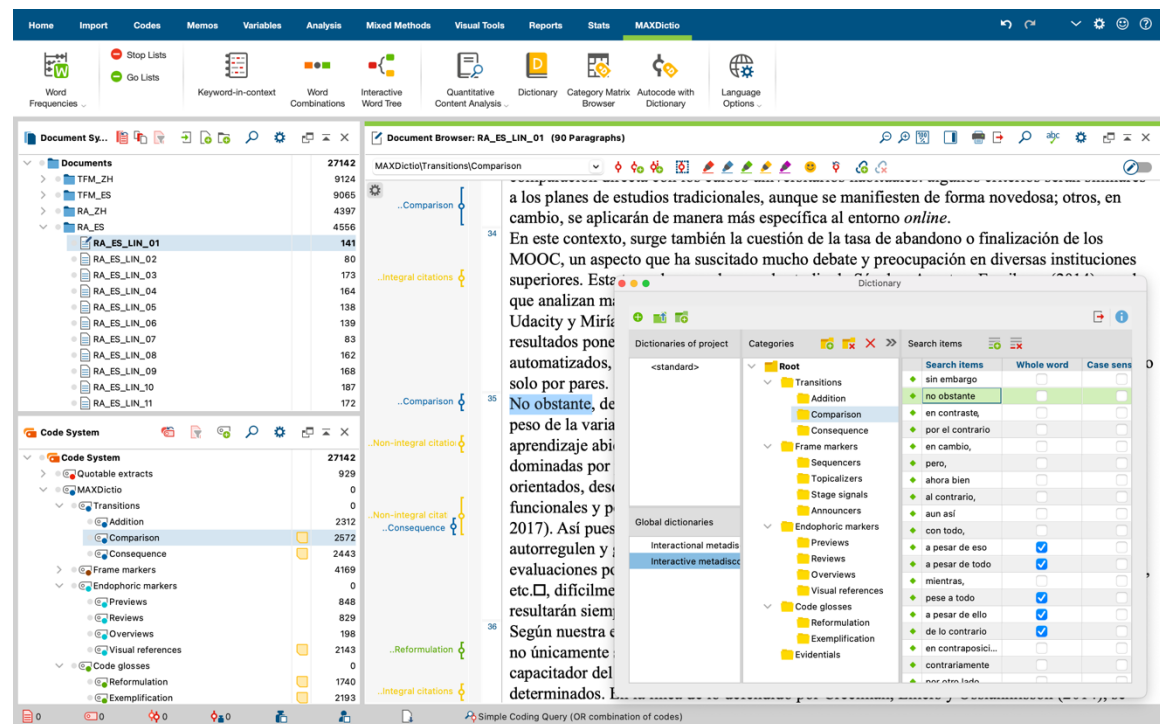 Home Import Codes Memos Variables Analysis Mixed Methods Visual Tools Reports Stats MAXDictio
Word Frequencies
Stop Lists
Go Lists
Keyword-in-context
Word Combinations
Interactive Word Tree
Quantitative Content Analysis
Dictionary
Category Matrix Browser
Autocode with Dictionary
Language Options
Document Sy...
Documents 27142
TFM_ZH 9124
TFM_ES 9065
RA_ZH 4397
RA_ES 4556
RA_ES_LIN_01 141
RA_ES_LIN_02 80
RA_ES_LIN_03 173
RA_ES_LIN_04 164
RA_ES_LIN_05 138
RA_ES_LIN_06 139
RA_ES_LIN_07 83
RA_ES_LIN_08 162
RA_ES_LIN_09 168
RA_ES_LIN_10 187
RA_ES_LIN_11 172
Code System
Code System 27142
Quotable extracts 929
MAXDictio 0
Transitions 0
Addition 2312
Comparison 2572
Consequence 2443
Frame markers 4169
Endophoric markers 0
Previews 848
Reviews 829
Overviews 198
Visual references 2143
Code glosses 0
Reformulation 1740
Exemplification 2193
Document Browser: RA_ES_LIN_01 (90 Paragraphs)
MAXDictio\Transitions\Comparison
abc
..Comparison
..Integral citations
..Comparison
..Non-integral citatio
..Non-integral citat
..Consequence
..Reformulation
..Integral citations
a los planes de estudios tradicionales, aunque se manifiesten de forma novedosa; otros, en
cambio, se aplicarán de manera más específica al entorno online.
34 En este contexto, surge también la cuestión de la tasa de abandono o finalización de los
MOOC, un aspecto que ha suscitado mucho debate y preocupación en diversas instituciones
superiores. Esta
que analizan ma
Udacity y Miría
resultados pone
automatizados,
solo por pares.
35 No obstante, de
peso de la varia
aprendizaje abie
dominadas por
orientados, desc
funcionales y pe
2017). Así pues
autorregulen y g
evaluaciones po
etc.□, difícilme
resultarán siemp
36 Según nuestra e
no únicamente s
capacitador del
determinados. En
Dictionary
Dictionaries of project
<standard>
Global dictionaries
Interactional metadis
Interactive metadisco
Categories
Root
Transitions
Addition
Comparison
Consequence
Frame markers
Sequencers
Topicalizers
Stage signals
Announcers
Endophoric markers
Previews
Reviews
Overviews
Visual references
Code glosses
Reformulation
Exemplification
Evidentials
Search items
Search items Whole word Case sens
sin embargo
no obstante
en contraste,
por el contrario
en cambio,
pero,
ahora bien
al contrario,
aun así
con todo,
a pesar de eso
a pesar de todo
mientras,
pese a todo
a pesar de ello
de lo contrario
en contraposici...
contrariamente
por otro lado
0 0 0 0
Simple Coding Query (OR combination of codes)